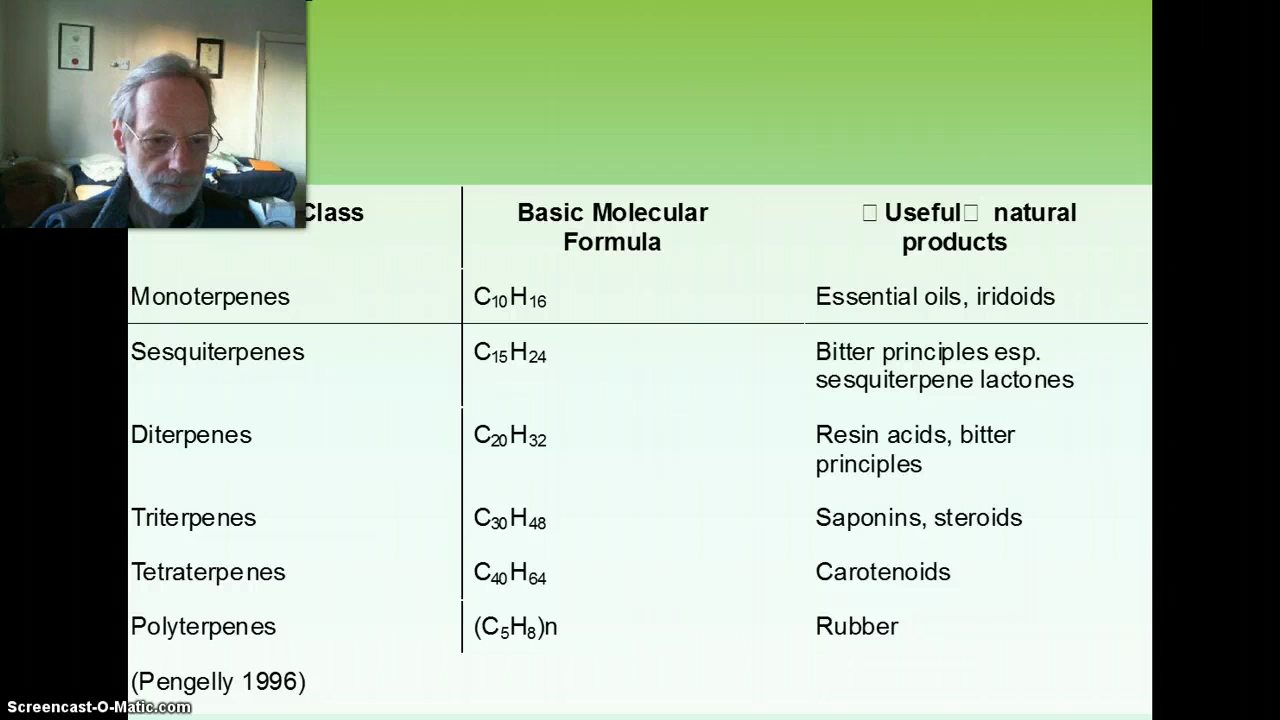 Class
Basic Molecular
Formula
□ Useful□ natural
products
Monoterpenes
C₁₀H₁₆
Essential oils, iridoids
Sesquiterpenes
C₁₅H₂₄
Bitter principles esp.
sesquiterpene lactones
Diterpenes
C₂₀H₃₂
Resin acids, bitter
principles
Triterpenes
C₃₀H₄₈
Saponins, steroids
Tetraterpenes
C₄₀H₆₄
Carotenoids
Polyterpenes
(C₅H₈)n
Rubber
(Pengelly 1996)
Screencast-O-Matic.com